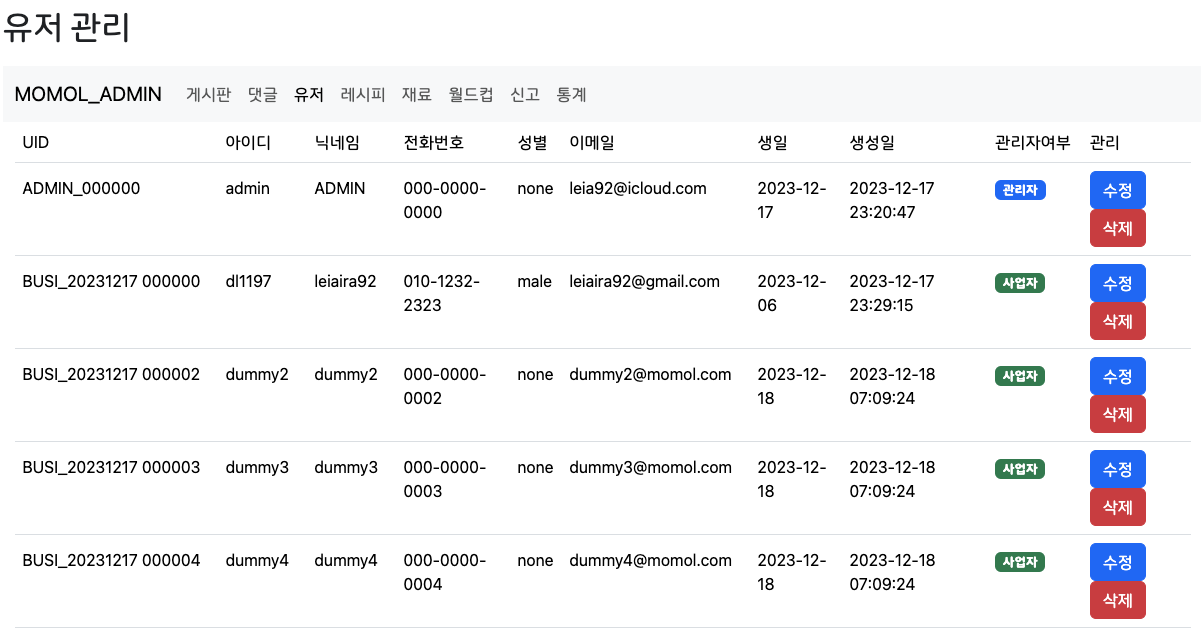 유저 관리
MOMOL_ADMIN 게시판 댓글 유저 레시피 재료 월드컵 신고 통계
UID 아이디 닉네임 전화번호 성별 이메일 생일 생성일 관리자여부 관리
ADMIN_000000 admin ADMIN 000-0000- none leia92@icloud.com 2023-12- 2023-12-17 관리자 수정
0000 17 23:20:47 삭제
BUSI_20231217 000000 dl1197 leiaira92 010-1232- male leiaira92@gmail.com 2023-12- 2023-12-17 사업자 수정
2323 06 23:29:15 삭제
BUSI_20231217 000002 dummy2 dummy2 000-0000- none dummy2@momol.com 2023-12- 2023-12-18 사업자 수정
0002 18 07:09:24 삭제
BUSI_20231217 000003 dummy3 dummy3 000-0000- none dummy3@momol.com 2023-12- 2023-12-18 사업자 수정
0003 18 07:09:24 삭제
BUSI_20231217 000004 dummy4 dummy4 000-0000- none dummy4@momol.com 2023-12- 2023-12-18 사업자 수정
0004 18 07:09:24 삭제